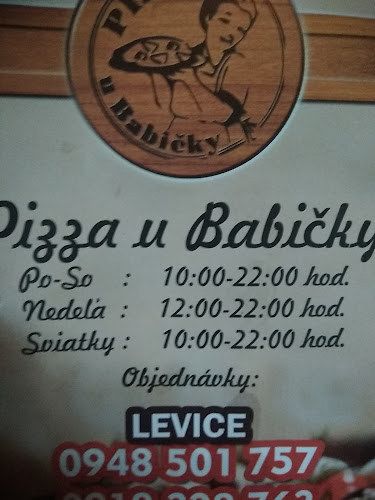 u Babičky
Pizza u Babičky
Po-So : 10:00-22:00 hod.
Nedeľa : 12:00-22:00 hod.
Sviatky : 10:00-22:00 hod.
Objednávky:
LEVICE
0948 501 757